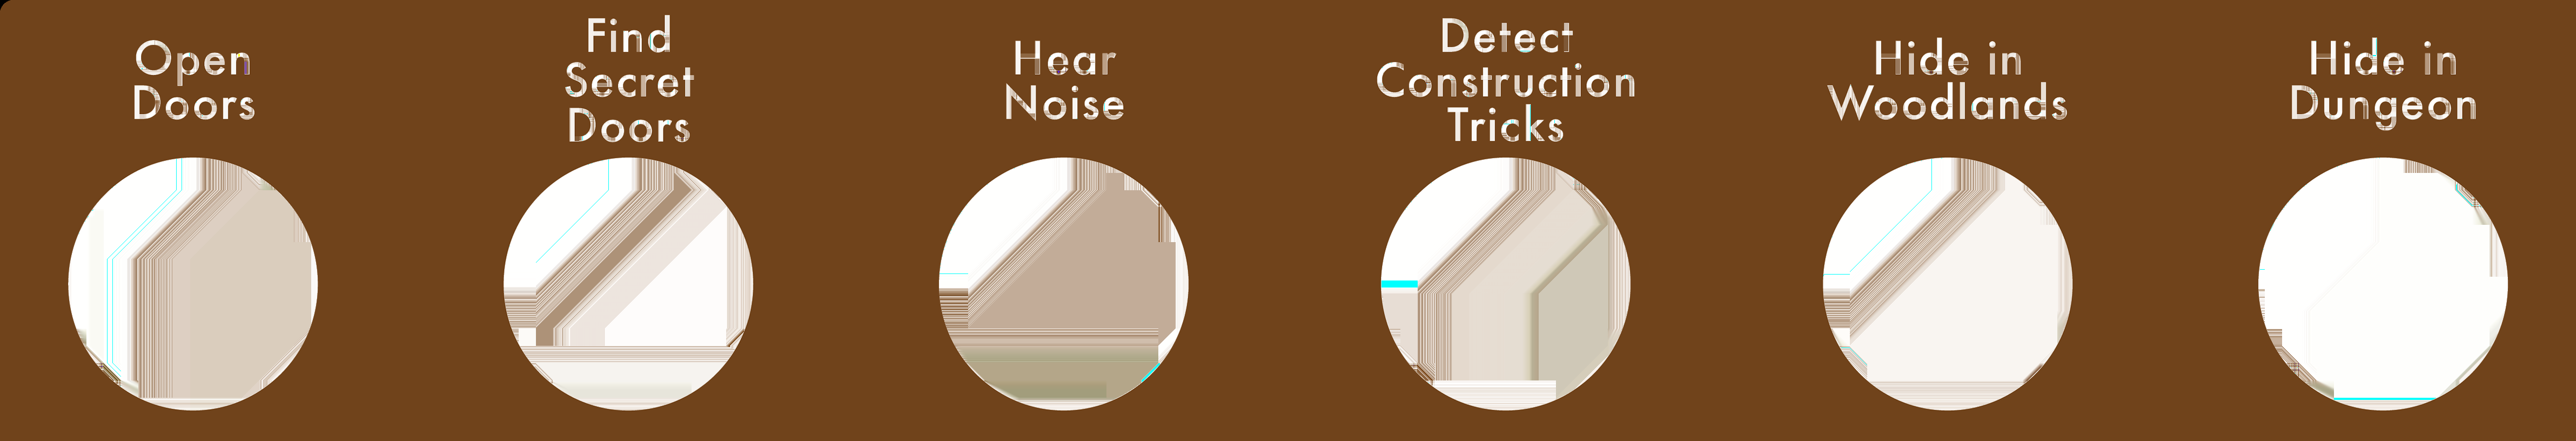 Open
Doors
Find
Secret
Doors
Hear
Noise
Detect
Construction
Tricks
Hide in
Woodlands
Hide in
Dungeon